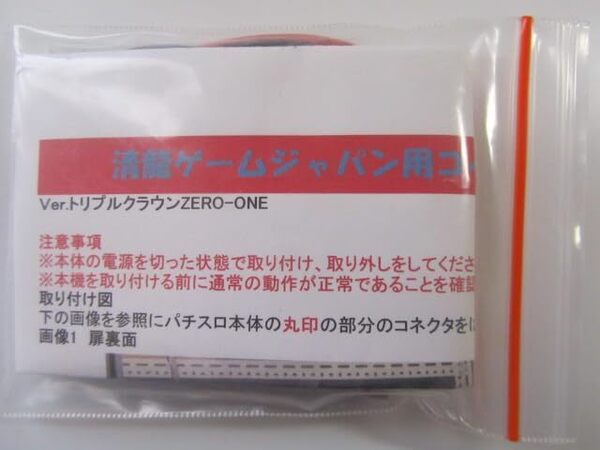 清龍ゲームジャパン用コイ
Ver.トリプルクラウンZERO-ONE
注意事項
※本体の電源を切った状態で取り付け、取り外しをしてくださ
※本機を取り付ける前に通常の動作が正常であることを確認
取り付け図
下の画像を参照にパチスロ本体の丸印の部分のコネクタをは
画像1 扉裏面